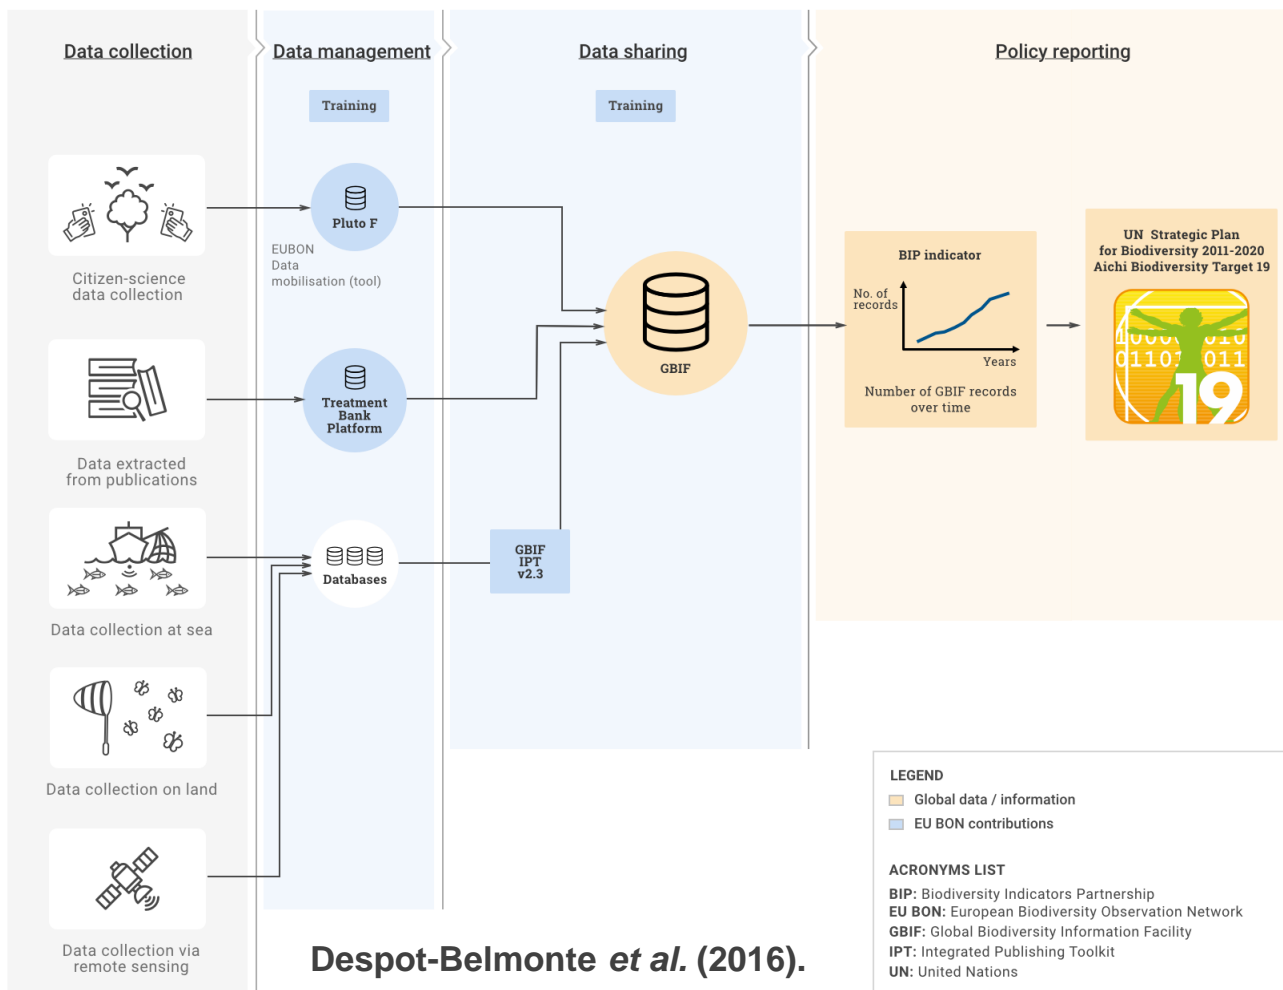 Data collection
Data management
Data sharing
Policy reporting
Training
Training
Citizen-science
data collection
Pluto F
EUBON
Data
mobilisation (tool)
Data extracted
from publications
Treatment
Bank
Platform
Data collection at sea
Databases
GBIF
IPT
v2.3
GBIF
BIP indicator
No. of
records
Years
Number of GBIF records
over time
UN Strategic Plan
for Biodiversity 2011-2020
Aichi Biodiversity Target 19
19
Data collection on land
Data collection via
remote sensing
LEGEND
Global data / information
EU BON contributions
ACRONYMS LIST
BIP: Biodiversity Indicators Partnership
EU BON: European Biodiversity Observation Network
GBIF: Global Biodiversity Information Facility
IPT: Integrated Publishing Toolkit
UN: United Nations
Despot-Belmonte et al. (2016).